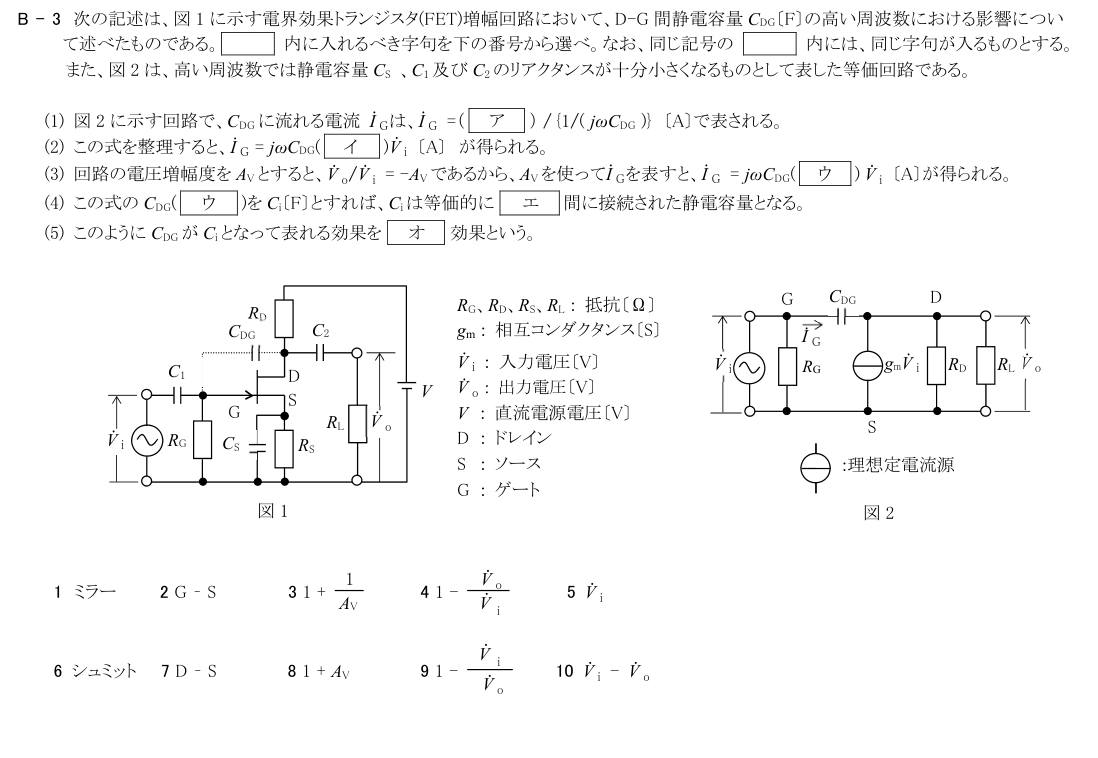 B - 3 次の記述は、図1に示す電界効果トランジスタ(FET)増幅回路において、D-G 間静電容量 CDG〔F〕の高い周波数における影響につい
て述べたものである。 内に入れるべき字句を下の番号から選べ。なお、同じ記号の 内には、同じ字句が入るものとする。
また、図2は、高い周波数では静電容量 CS 、C1 及び C2 のリアクタンスが十分小さくなるものとして表した等価回路である。
(1) 図2に示す回路で、CDG に流れる電流 İG は、İG =( ア ) /{1/( jωCDG )} 〔A〕で表される。
(2) この式を整理すると、İG = jωCDG( イ )V̇i 〔A〕 が得られる。
(3) 回路の電圧増幅度を AV とすると、V̇o/V̇i = -AV であるから、AV を使って İG を表すと、İG = jωCDG( ウ ) V̇i 〔A〕が得られる。
(4) この式の CDG( ウ )を Ci〔F〕とすれば、Ci は等価的に エ 間に接続された静電容量となる。
(5) このように CDG が Ci となって表れる効果を オ 効果という。
RD
CDG
C2
C1
D
S
G
V
V̇i
RG
CS
RS
RL
V̇o
図1
RG、RD、RS、RL : 抵抗〔Ω〕
gm : 相互コンダクタンス〔S〕
V̇i : 入力電圧〔V〕
V̇o : 出力電圧〔V〕
V : 直流電源電圧〔V〕
D : ドレイン
S : ソース
G : ゲート
G
CDG
D
İG
V̇i
RG
gmV̇i
RD
RL
V̇o
S
:理想定電流源
図2
1 ミラー 2 G - S 3 1 + 1/AV 4 1 - V̇o/V̇i 5 V̇i
6 シュミット 7 D - S 8 1 + AV 9 1 - V̇i/V̇o 10 V̇i - V̇o